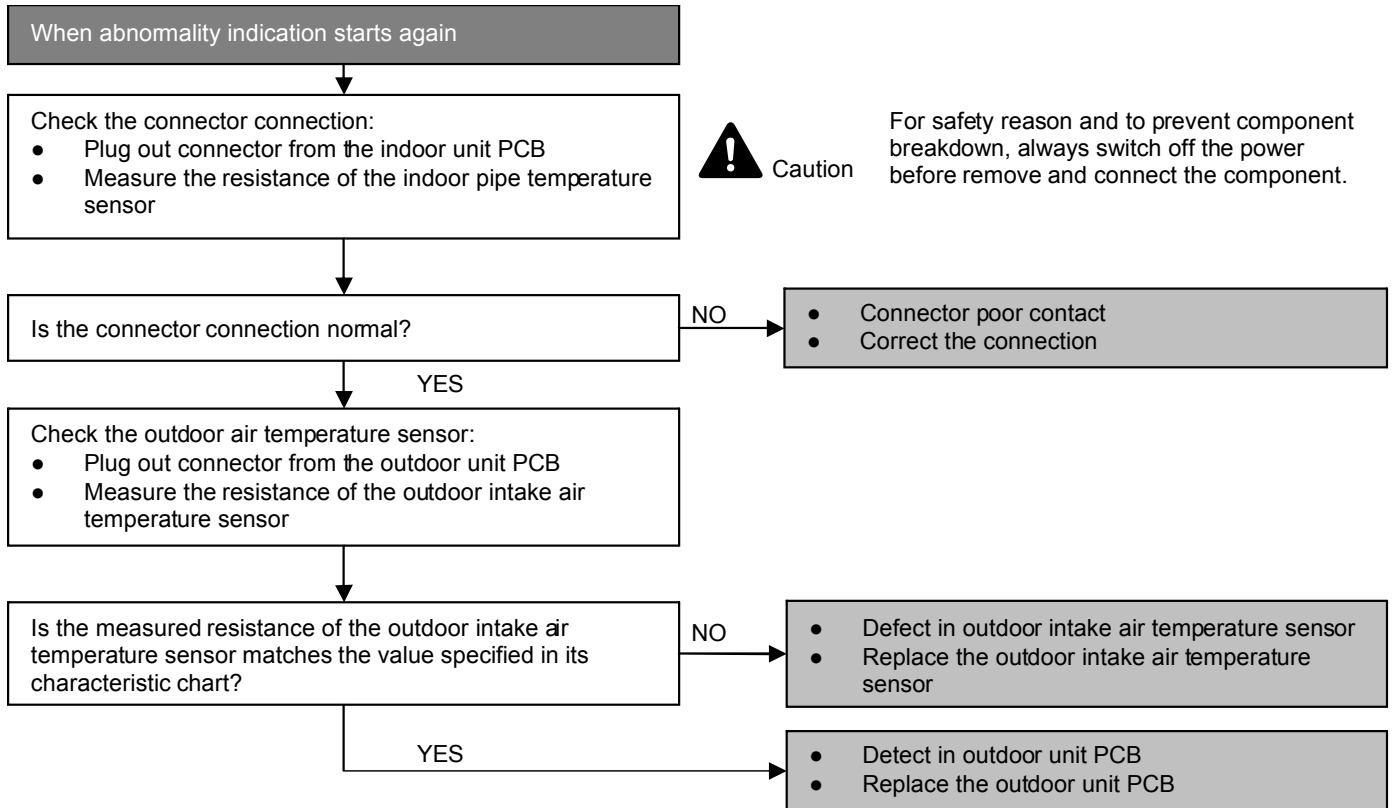 When abnormality indication starts again
Check the connector connection:
● Plug out connector from the indoor unit PCB
● Measure the resistance of the indoor pipe temperature
sensor
Caution
For safety reason and to prevent component
breakdown, always switch off the power
before remove and connect the component.
Is the connector connection normal?
NO
● Connector poor contact
● Correct the connection
YES
Check the outdoor air temperature sensor:
● Plug out connector from the outdoor unit PCB
● Measure the resistance of the outdoor intake air
temperature sensor
Is the measured resistance of the outdoor intake air
temperature sensor matches the value specified in its
characteristic chart?
NO
● Defect in outdoor intake air temperature sensor
● Replace the outdoor intake air temperature
sensor
YES
● Detect in outdoor unit PCB
● Replace the outdoor unit PCB